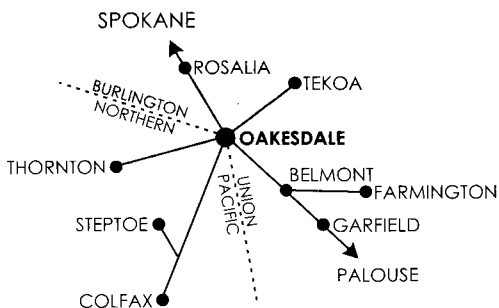 SPOKANE
ROSALIA
TEKOA
BURLINGTON
NORTHERN
OAKESDALE
THORNTON
UNION
PACIFIC
BELMONT
FARMINGTON
STEPTOE
GARFIELD
PALOUSE
COLFAX